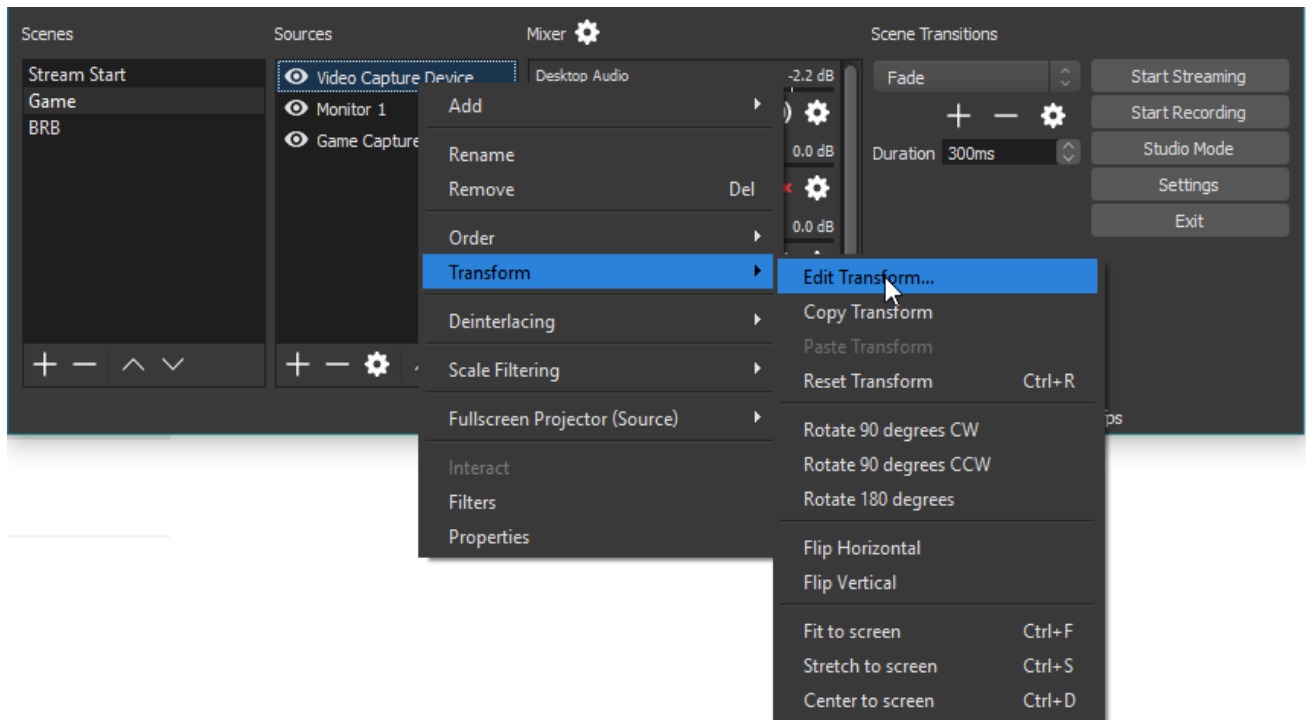 Scenes
Stream Start
Game
BRB
Sources
Video Capture Device
Monitor 1
Game Capture
Mixer
Desktop Audio -2.2 dB
0.0 dB
0.0 dB
Scene Transitions
Fade
Duration 300ms
Start Streaming
Start Recording
Studio Mode
Settings
Exit
Add
Rename
Remove Del
Order
Transform
Deinterlacing
Scale Filtering
Fullscreen Projector (Source)
Interact
Filters
Properties
Edit Transform...
Copy Transform
Paste Transform
Reset Transform Ctrl+R
Rotate 90 degrees CW
Rotate 90 degrees CCW
Rotate 180 degrees
Flip Horizontal
Flip Vertical
Fit to screen Ctrl+F
Stretch to screen Ctrl+S
Center to screen Ctrl+D